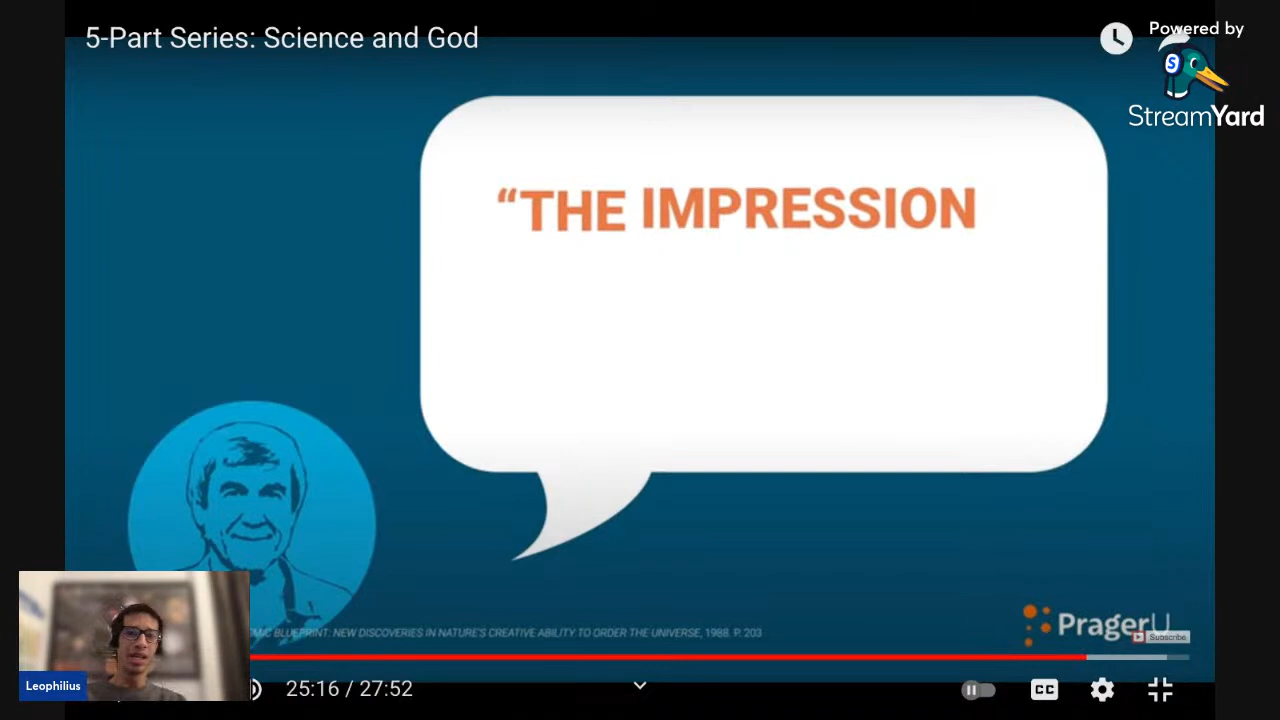 5-Part Series: Science and God
Powered by
S
StreamYard
“THE IMPRESSION
BLUEPRINT: NEW DISCOVERIES IN NATURE'S CREATIVE ABILITY TO ORDER THE UNIVERSE, 1988. P. 203
PragerU
Subscribe
Leophilius
25:16 / 27:52
CC